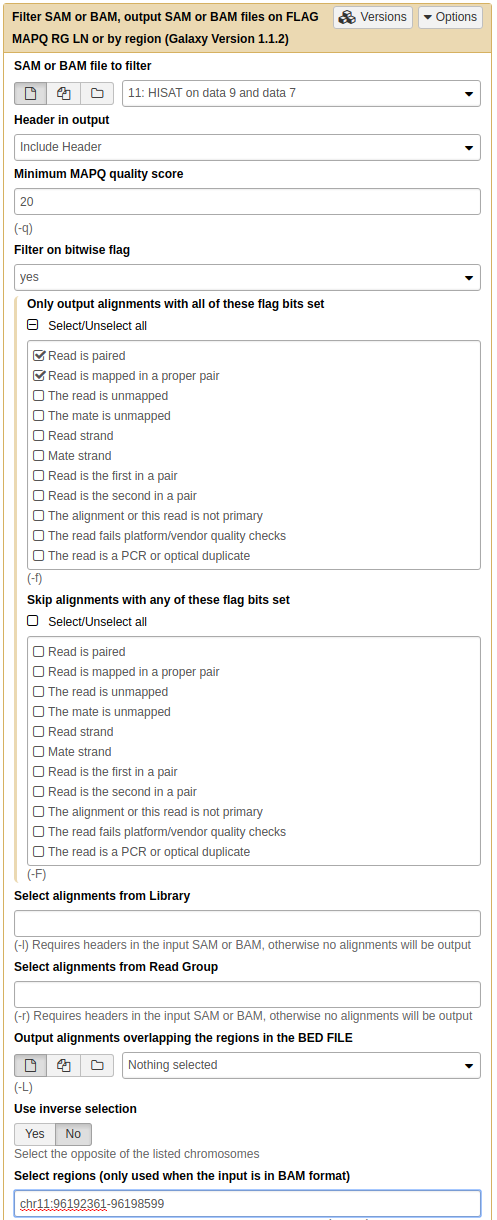 Filter SAM or BAM, output SAM or BAM files on FLAG Versions Options
MAPQ RG LN or by region (Galaxy Version 1.1.2)
SAM or BAM file to filter
11: HISAT on data 9 and data 7
Header in output
Include Header
Minimum MAPQ quality score
20
(-q)
Filter on bitwise flag
yes
Only output alignments with all of these flag bits set
Select/Unselect all
Read is paired
Read is mapped in a proper pair
The read is unmapped
The mate is unmapped
Read strand
Mate strand
Read is the first in a pair
Read is the second in a pair
The alignment or this read is not primary
The read fails platform/vendor quality checks
The read is a PCR or optical duplicate
(-f)
Skip alignments with any of these flag bits set
Select/Unselect all
Read is paired
Read is mapped in a proper pair
The read is unmapped
The mate is unmapped
Read strand
Mate strand
Read is the first in a pair
Read is the second in a pair
The alignment or this read is not primary
The read fails platform/vendor quality checks
The read is a PCR or optical duplicate
(-F)
Select alignments from Library
(-l) Requires headers in the input SAM or BAM, otherwise no alignments will be output
Select alignments from Read Group
(-r) Requires headers in the input SAM or BAM, otherwise no alignments will be output
Output alignments overlapping the regions in the BED FILE
Nothing selected
(-L)
Use inverse selection
Yes No
Select the opposite of the listed chromosomes
Select regions (only used when the input is in BAM format)
chr11:96192361-96198599